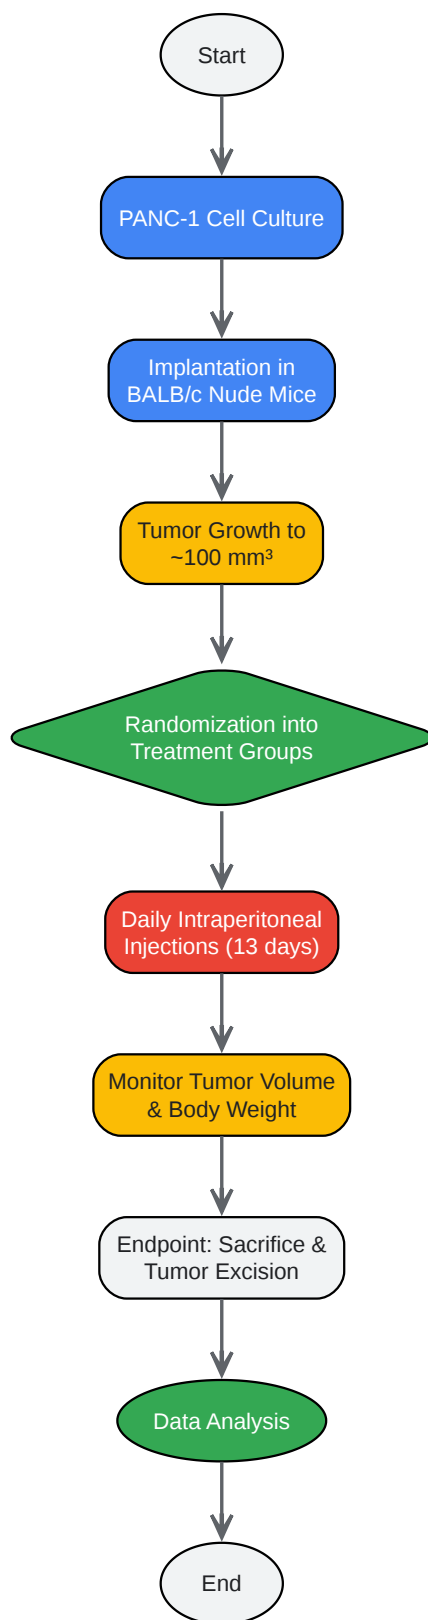 Start
PANC-1 Cell Culture
Implantation in
BALB/c Nude Mice
Tumor Growth to
~100 mm³
Randomization into
Treatment Groups
Daily Intraperitoneal
Injections (13 days)
Monitor Tumor Volume
& Body Weight
Endpoint: Sacrifice &
Tumor Excision
Data Analysis
End